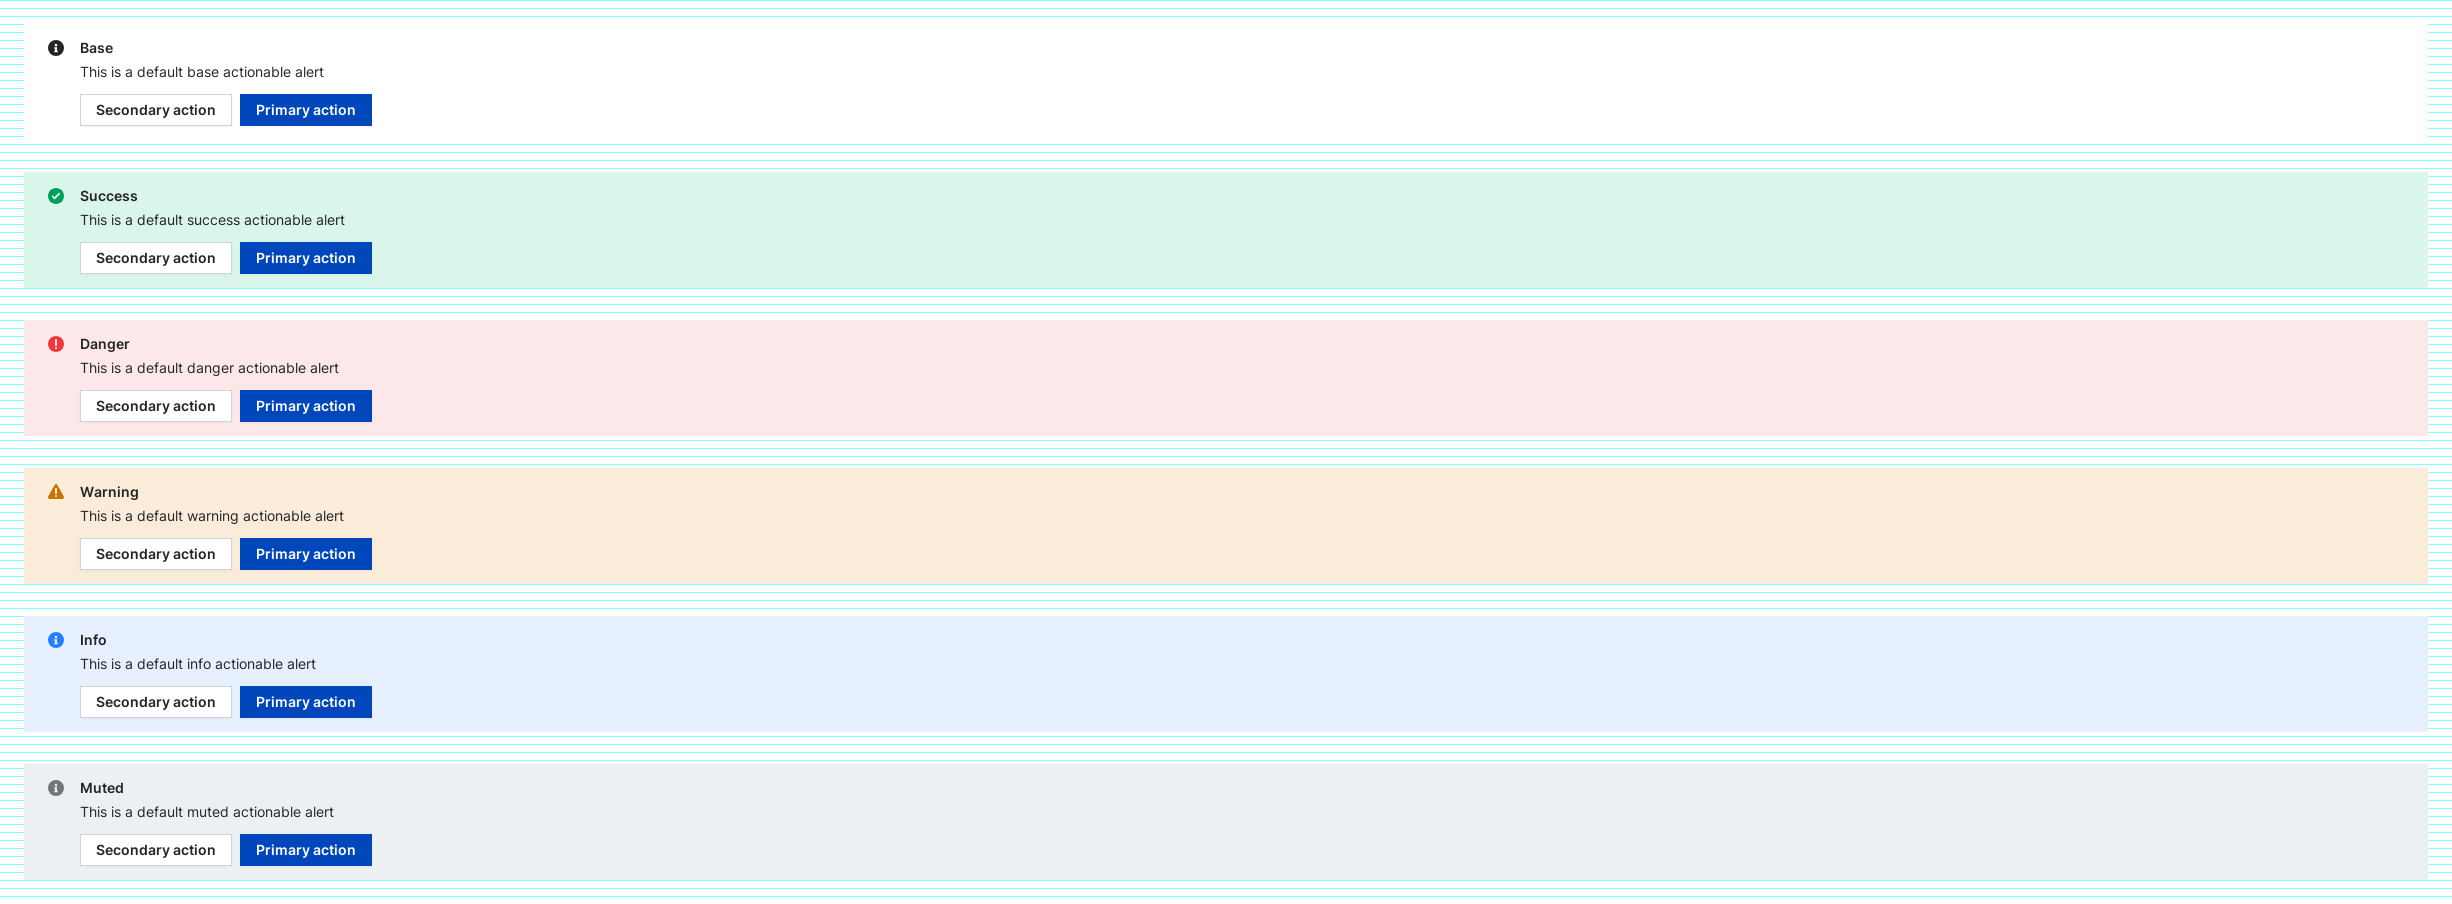 Base
This is a default base actionable alert
Secondary action Primary action
Success
This is a default success actionable alert
Secondary action Primary action
Danger
This is a default danger actionable alert
Secondary action Primary action
Warning
This is a default warning actionable alert
Secondary action Primary action
Info
This is a default info actionable alert
Secondary action Primary action
Muted
This is a default muted actionable alert
Secondary action Primary action